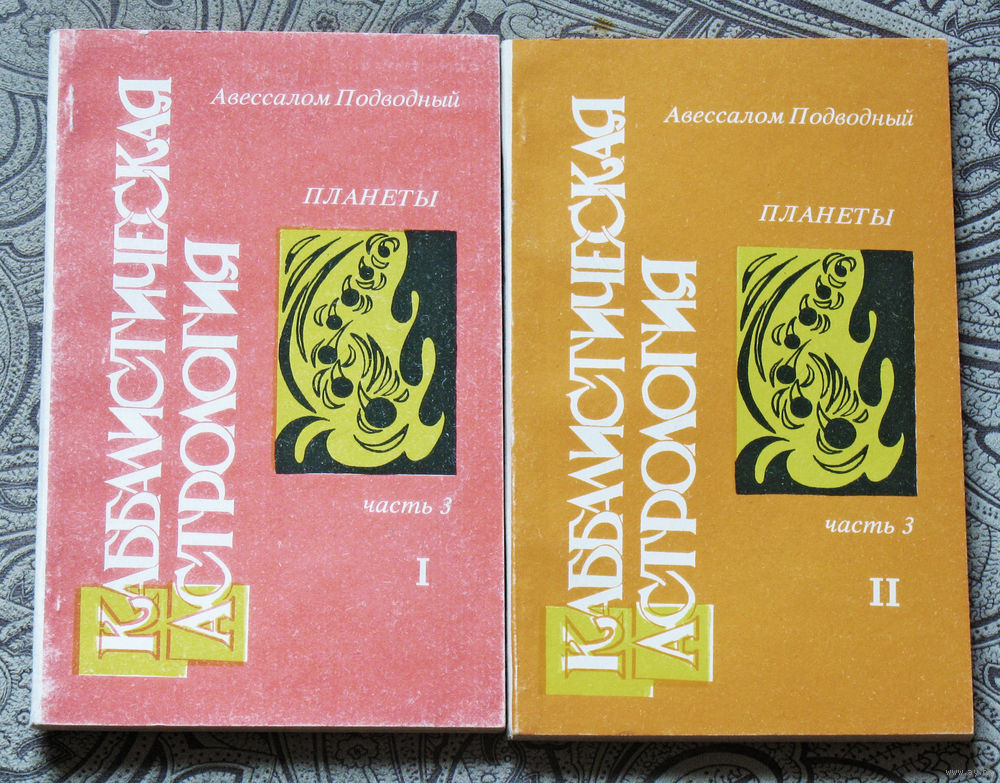 Авессалом Подводный
КАББАЛИСТИЧЕСКАЯ
АСТРОЛОГИЯ
ПЛАНЕТЫ
часть 3
I
Авессалом Подводный
КАББАЛИСТИЧЕСКАЯ
АСТРОЛОГИЯ
ПЛАНЕТЫ
часть 3
II